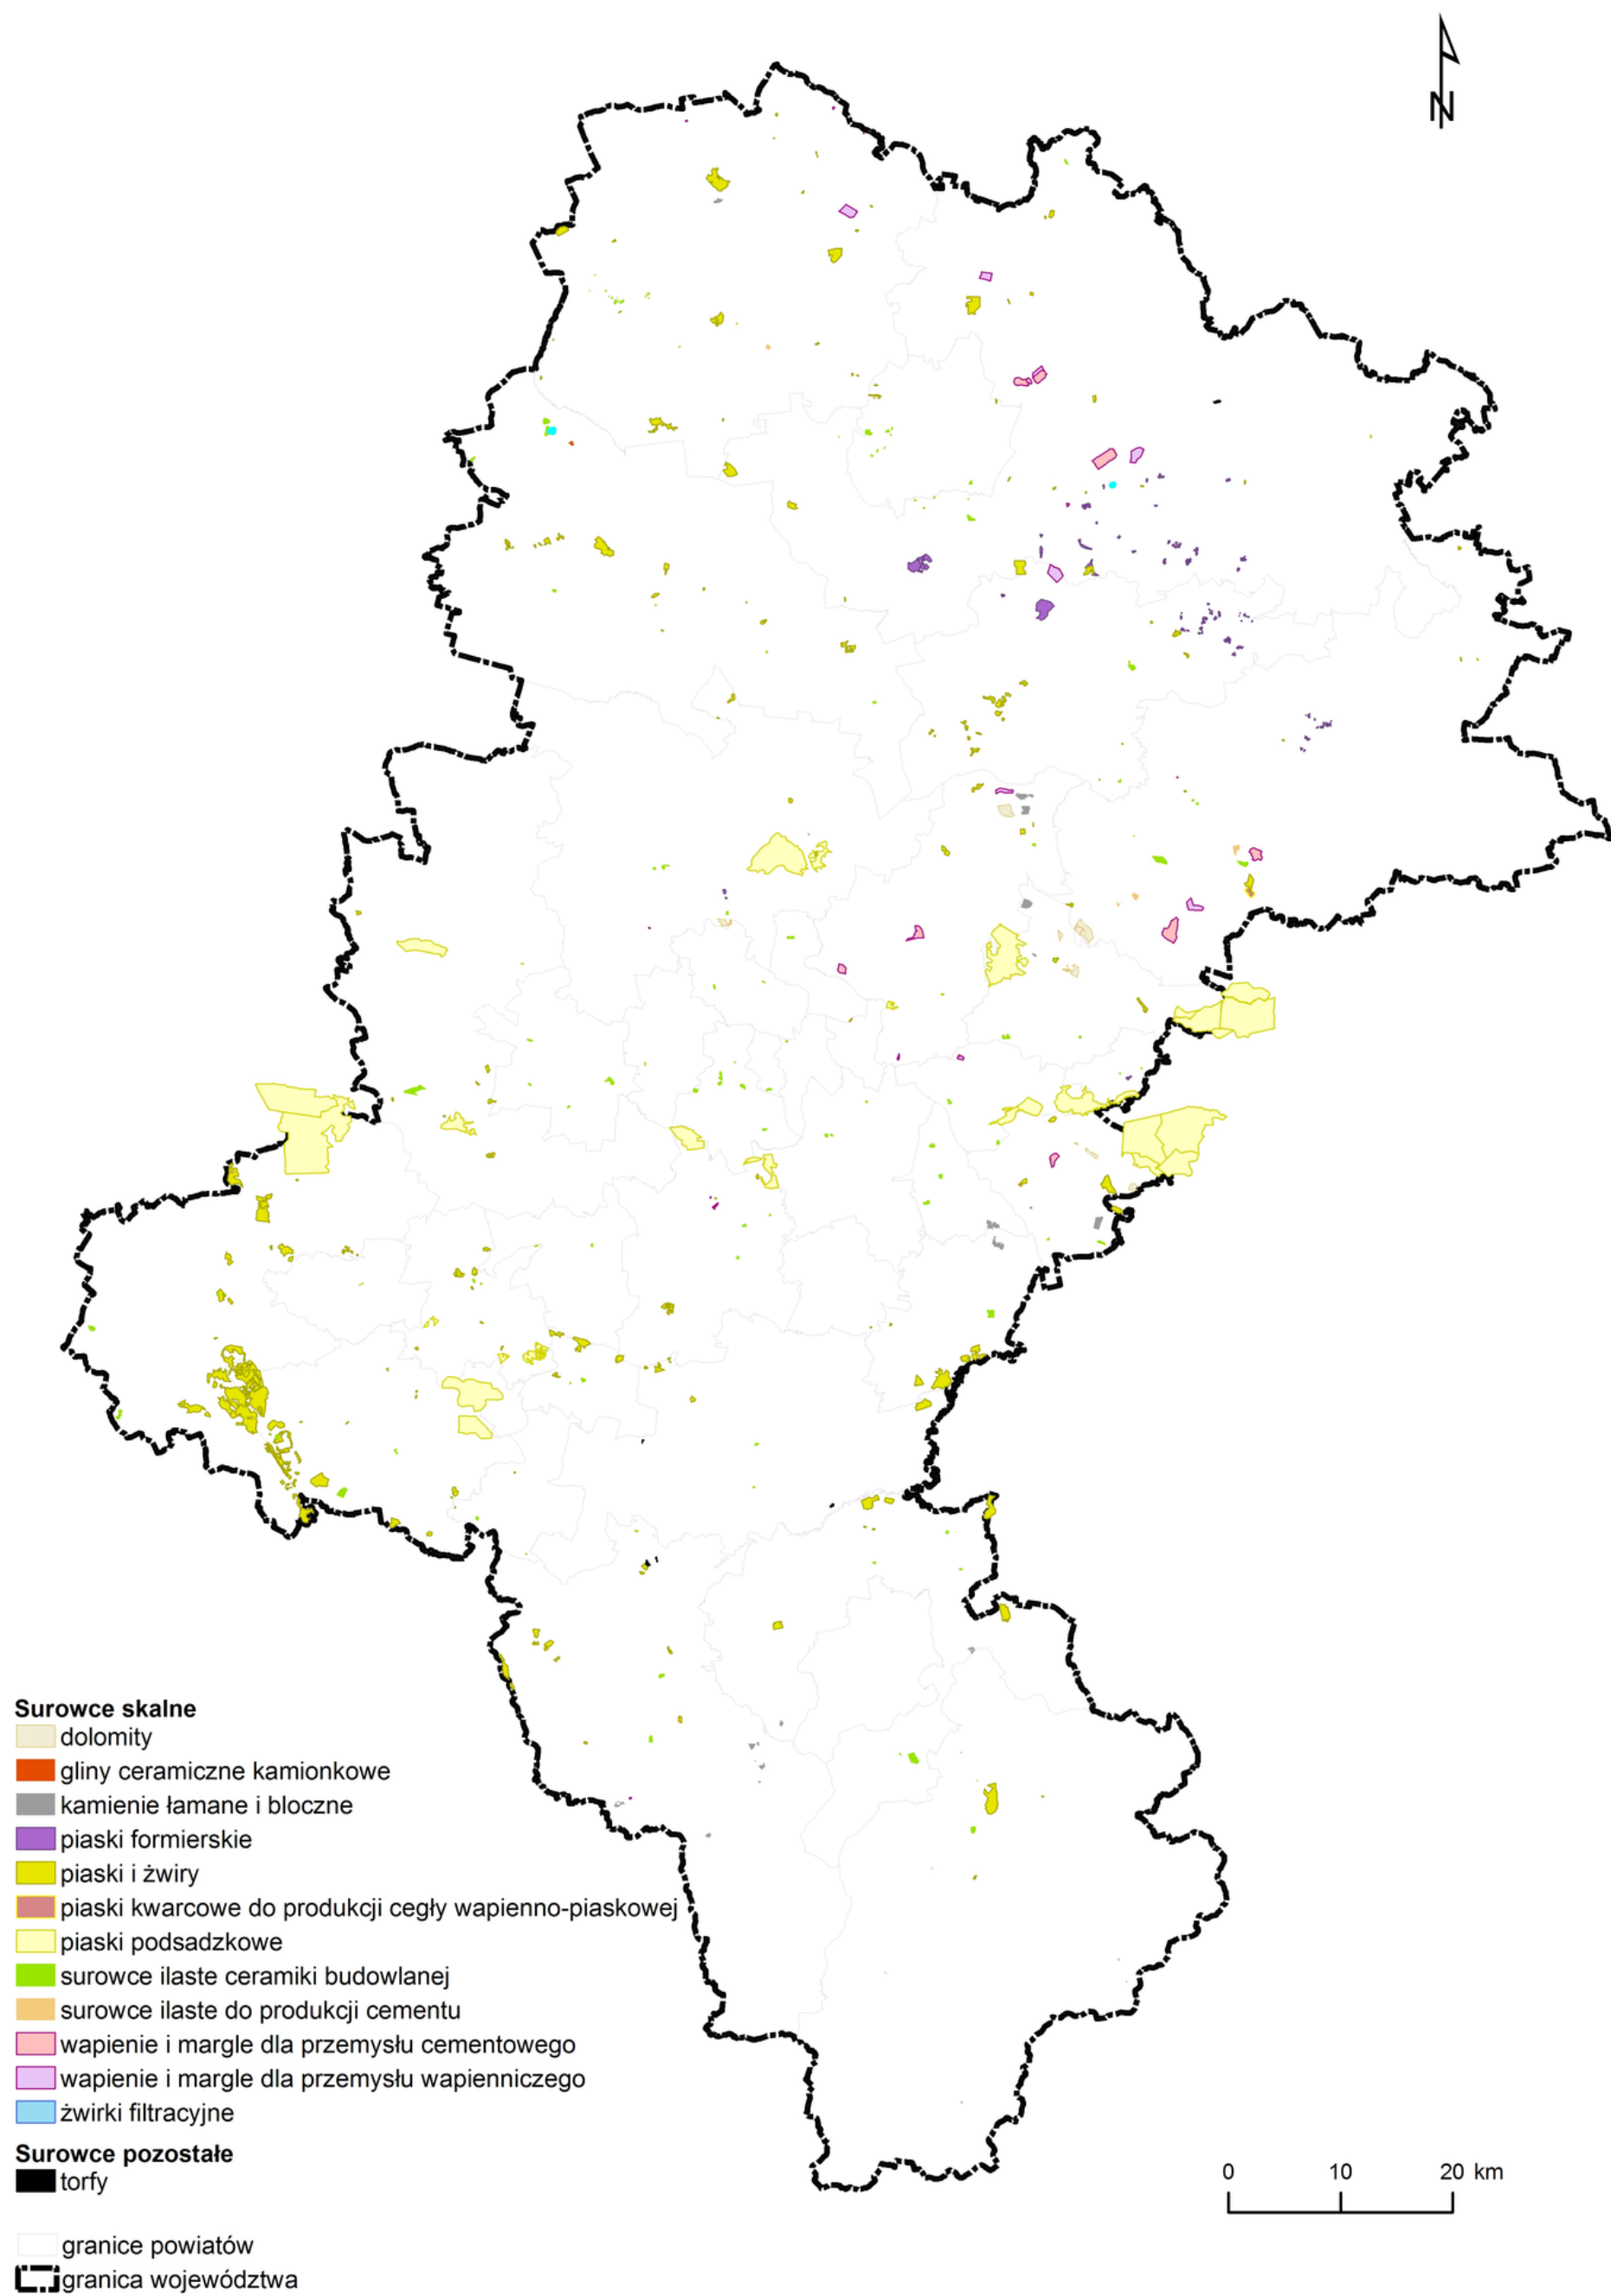 N
Surowce skalne
dolomity
gliny ceramiczne kamionkowe
kamienie łamane i bloczne
piaski formierskie
piaski i żwiry
piaski kwarcowe do produkcji cegły wapienno-piaskowej
piaski podsadzkowe
surowce ilaste ceramiki budowlanej
surowce ilaste do produkcji cementu
wapienie i margle dla przemysłu cementowego
wapienie i margle dla przemysłu wapienniczego
żwirki filtracyjne
Surowce pozostałe
torfy
granice powiatów
granica województwa
0 10 20 km